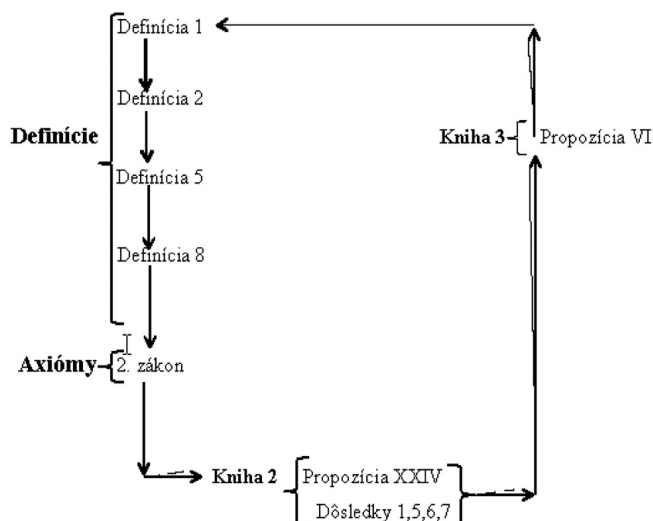 Definícia 1
Definícia 2
Definície
Kniha 3 Propozícia VI
Definícia 5
Definícia 8
Axiómy 2. zákon
Kniha 2 Propozícia XXIV
Dôsledky 1,5,6,7